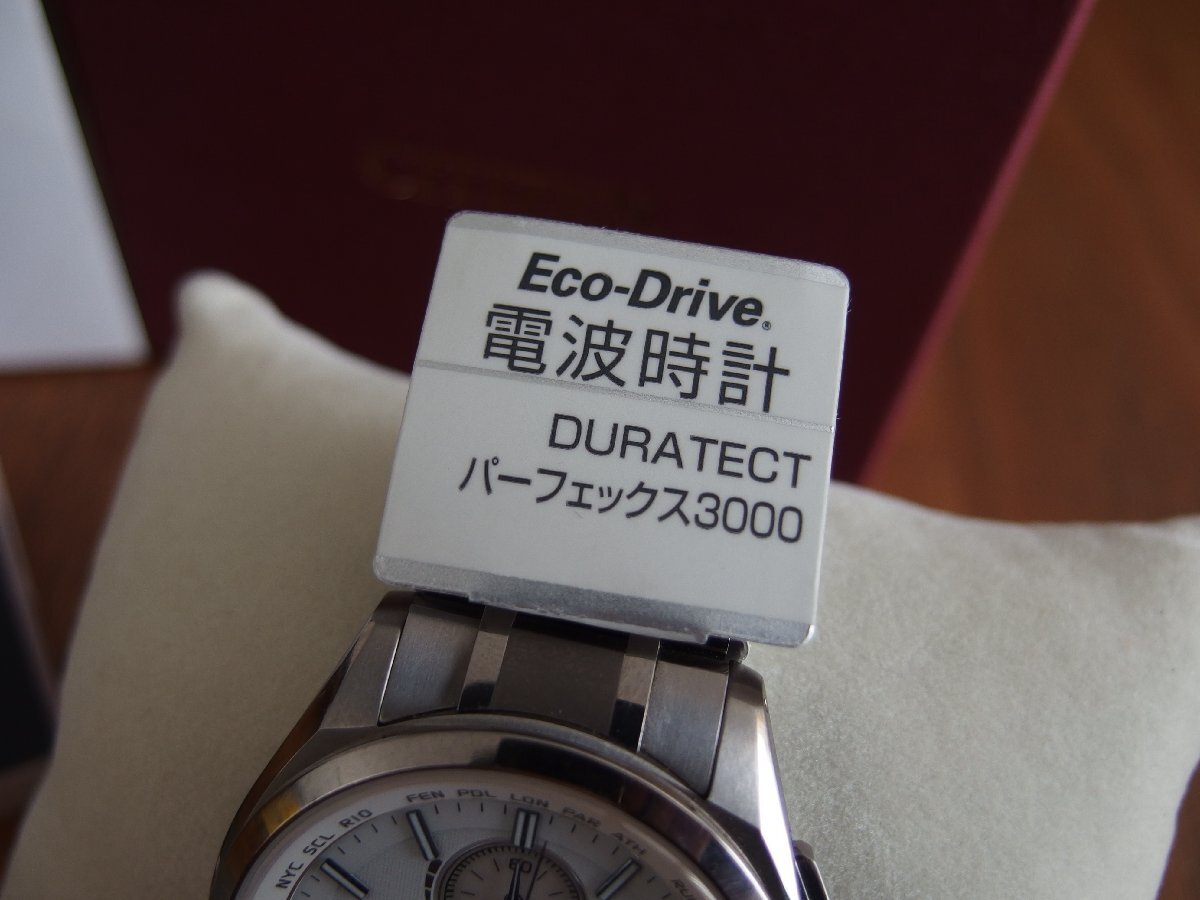 Eco-Drive®
電波時計
DURATECT
パーフェックス3000
NYC SCL RIO FEN PDL LON PAR ATH
60